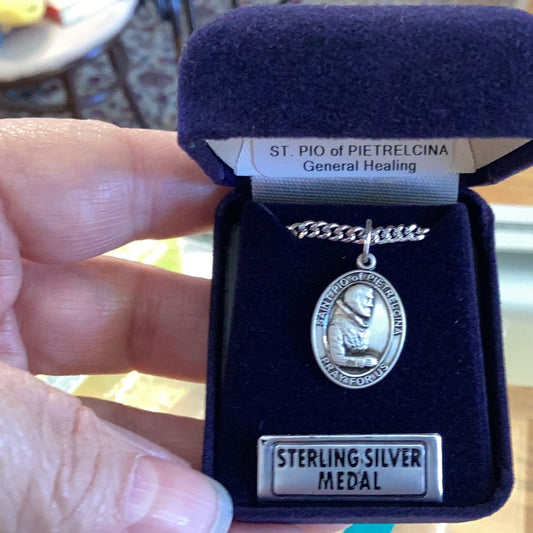 ST. PIO of PIETRELCINA
General Healing
SAINT PIO of PIETRELCINA
PRAY FOR US
STERLING SILVER
MEDAL